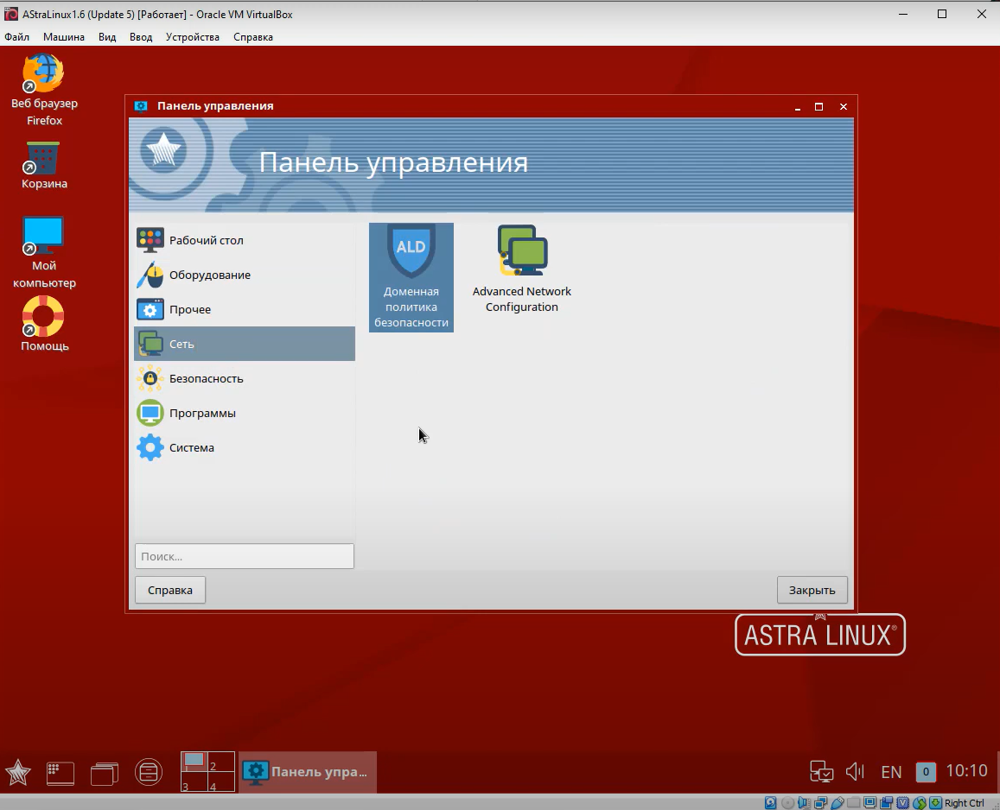 AStraLinux1.6 (Update 5) [Работает] - Oracle VM VirtualBox
Файл Машина Вид Ввод Устройства Справка
Веб браузер
Firefox
Корзина
Мой
компьютер
Помощь
Панель управления
Панель управления
Рабочий стол
Оборудование
Прочее
Сеть
Безопасность
Программы
Система
ALD
Доменная
политика
безопасности
Advanced Network
Configuration
Поиск...
Справка
Закрыть
ASTRA LINUX®
1 2
3 4
Панель упра...
EN
0
10:10
Right Ctrl